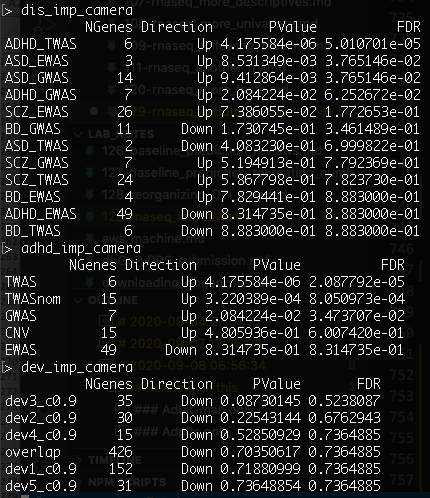 > dis_imp_camera
NGenes Direction PValue FDR
ADHD_TWAS 6 Up 4.175584e-06 5.010701e-05
ASD_EWAS 3 Up 8.531349e-03 3.765146e-02
ASD_GWAS 14 Up 9.412864e-03 3.765146e-02
ADHD_GWAS 7 Up 2.084224e-02 6.252672e-02
SCZ_EWAS 26 Up 7.386055e-02 1.772653e-01
BD_GWAS 11 Down 1.730745e-01 3.461489e-01
ASD_TWAS 2 Down 4.083230e-01 6.999822e-01
SCZ_GWAS 7 Up 5.194913e-01 7.792369e-01
SCZ_TWAS 24 Up 5.867798e-01 7.823730e-01
BD_EWAS 4 Up 7.829441e-01 8.883000e-01
ADHD_EWAS 49 Down 8.314735e-01 8.883000e-01
BD_TWAS 6 Down 8.883000e-01 8.883000e-01
> adhd_imp_camera
NGenes Direction PValue FDR
TWAS 6 Up 4.175584e-06 2.087792e-05
TWASnom 15 Up 3.220389e-04 8.050973e-04
GWAS 7 Up 2.084224e-02 3.473707e-02
CNV 15 Up 4.805936e-01 6.007420e-01
EWAS 49 Down 8.314735e-01 8.314735e-01
> dev_imp_camera
NGenes Direction PValue FDR
dev3_c0.9 35 Down 0.08730145 0.5238087
dev2_c0.9 30 Down 0.22543144 0.6762943
dev4_c0.9 15 Down 0.52850929 0.7364885
overlap 426 Down 0.70350617 0.7364885
dev1_c0.9 152 Down 0.71880999 0.7364885
dev5_c0.9 31 Down 0.73648854 0.7364885